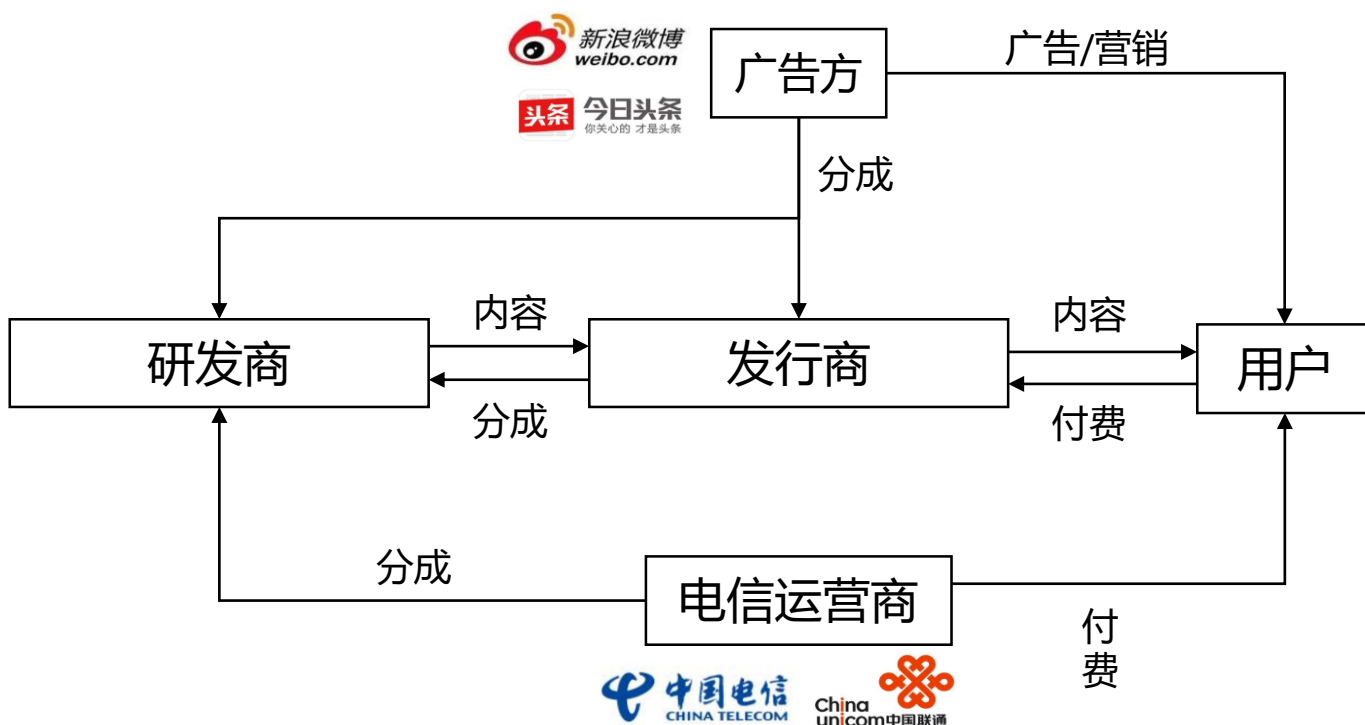 新浪微博
weibo.com
广告方
广告/营销
头条
今日头条
你关心的 才是头条
分成
内容
内容
研发商
发行商
用户
分成
付费
分成
电信运营商
付
费
中国电信
CHINA TELECOM
China
unicom中国联通